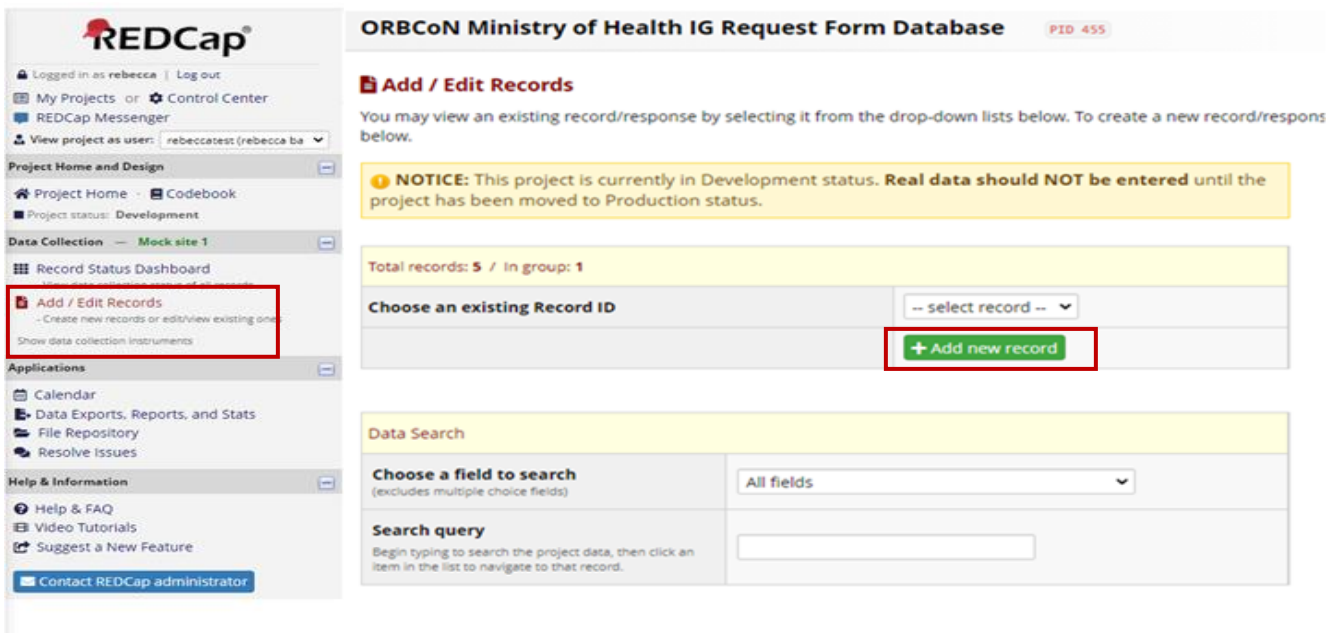 REDCap®
Logged in as rebecca | Log out
My Projects or Control Center
REDCap Messenger
View project as user: rebeccatest (rebecca ba
Project Home and Design
Project Home · Codebook
Project status: Development
Data Collection — Mock site 1
Record Status Dashboard
- View data collection status of all records
Add / Edit Records
- Create new records or edit/view existing ones
Show data collection instruments
Applications
Calendar
Data Exports, Reports, and Stats
File Repository
Resolve Issues
Help & Information
Help & FAQ
Video Tutorials
Suggest a New Feature
Contact REDCap administrator
ORBCoN Ministry of Health IG Request Form Database PID 455
Add / Edit Records
You may view an existing record/response by selecting it from the drop-down lists below. To create a new record/respons
below.
NOTICE: This project is currently in Development status. Real data should NOT be entered until the
project has been moved to Production status.
Total records: 5 / In group: 1
Choose an existing Record ID
-- select record --
+ Add new record
Data Search
Choose a field to search
(excludes multiple choice fields)
All fields
Search query
Begin typing to search the project data, then click an
item in the list to navigate to that record.